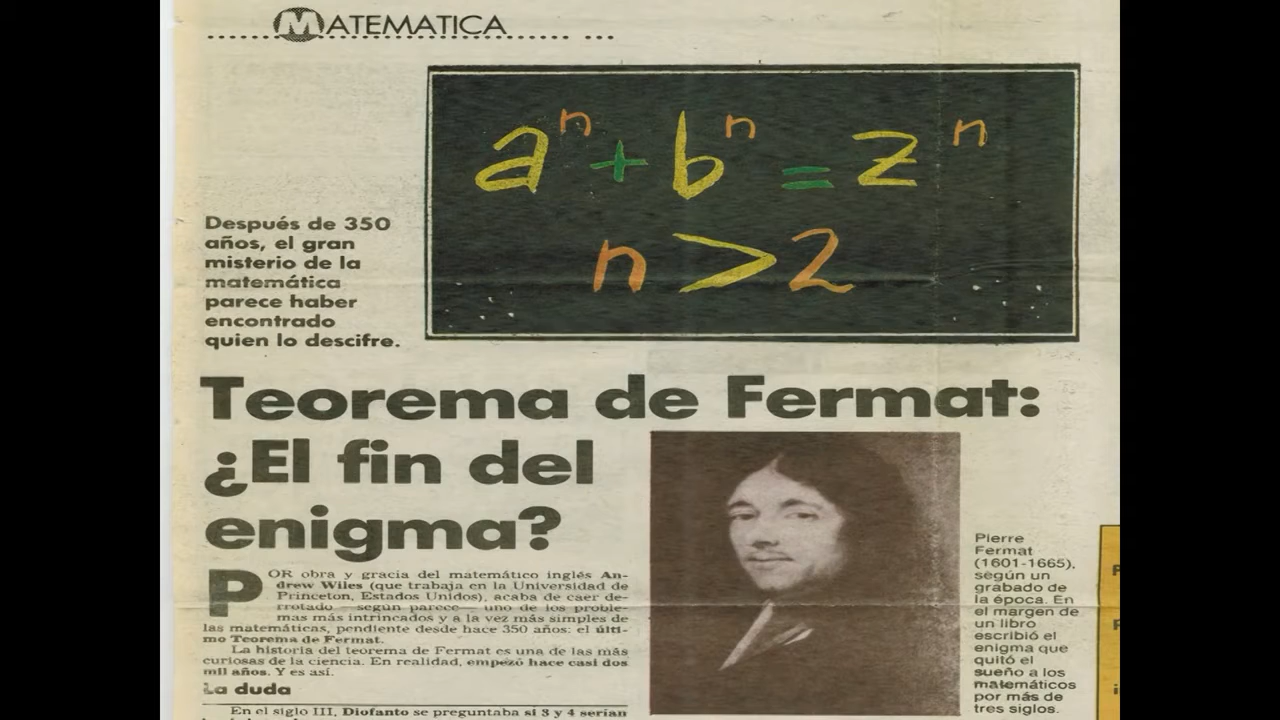 MATEMATICA
aⁿ + bⁿ = zⁿ
n > 2
Después de 350
años, el gran
misterio de la
matemática
parece haber
encontrado
quien lo descifre.
Teorema de Fermat:
¿El fin del
enigma?
POR obra y gracia del matemático inglés An-
drew Wiles (que trabaja en la Universidad de
Princeton, Estados Unidos), acaba de caer de-
rrotado —según parece— uno de los proble-
mas más intrincados y a la vez más simples de
las matemáticas, pendiente desde hace 350 años: el últi-
mo Teorema de Fermat.
La historia del teorema de Fermat es una de las más
curiosas de la ciencia. En realidad, empezó hace casi dos
mil años. Y es así.
La duda
En el siglo III, Diofanto se preguntaba si 3 y 4 serían
Pierre
Fermat
(1601-1665),
según un
grabado de
la época. En
el margen de
un libro
escribió el
enigma que
quitó el
sueño a los
matemáticos
por más de
tres siglos.